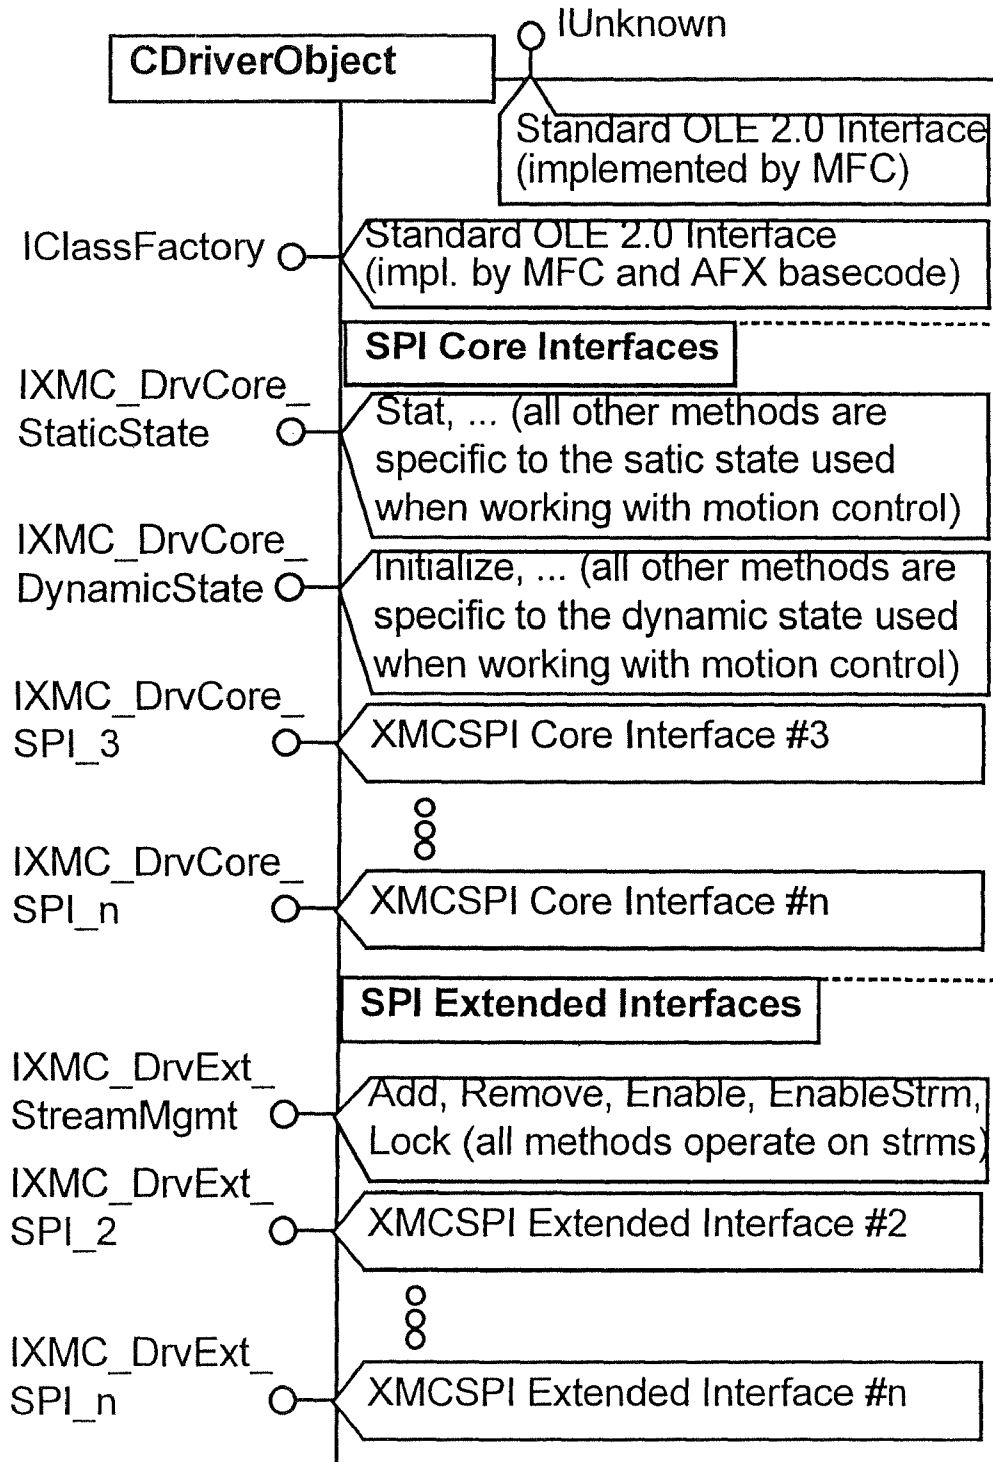 IUnknown
CDriverObject
Standard OLE 2.0 Interface
(implemented by MFC)
IClassFactory
Standard OLE 2.0 Interface
(impl. by MFC and AFX basecode)
SPI Core Interfaces
IXMC_DrvCore_
StaticState
Stat, ... (all other methods are
specific to the satic state used
when working with motion control)
IXMC_DrvCore_
DynamicState
Initialize, ... (all other methods are
specific to the dynamic state used
when working with motion control)
IXMC_DrvCore_
SPI_3
XMCSPI Core Interface #3
IXMC_DrvCore_
SPI_n
XMCSPI Core Interface #n
SPI Extended Interfaces
IXMC_DrvExt_
StreamMgmt
Add, Remove, Enable, EnableStrm,
Lock (all methods operate on strms)
IXMC_DrvExt_
SPI_2
XMCSPI Extended Interface #2
IXMC_DrvExt_
SPI_n
XMCSPI Extended Interface #n